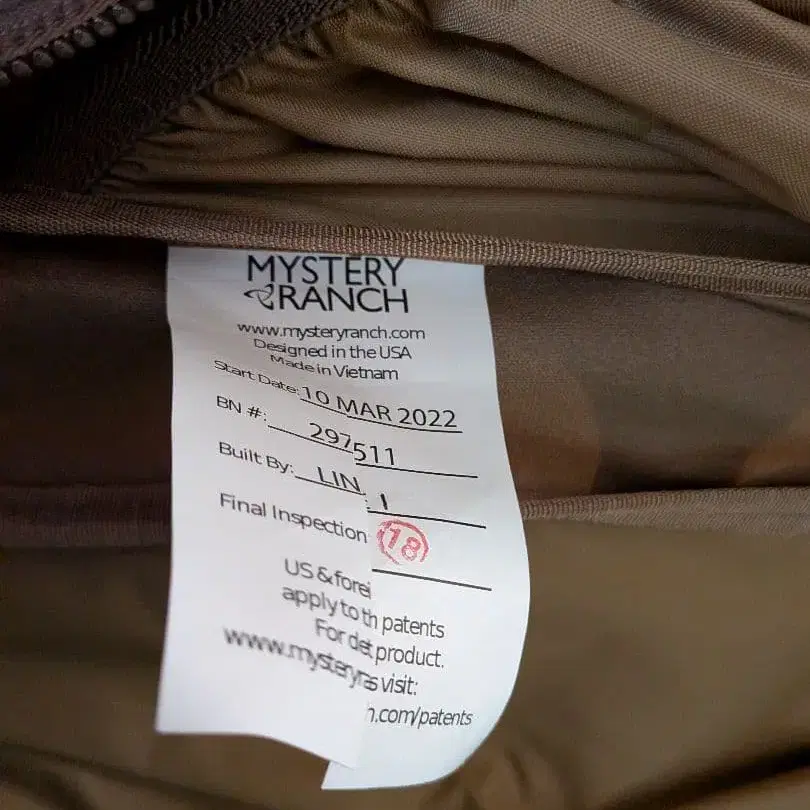 MYSTERY
RANCH
www.mysteryranch.com
Designed in the USA
Made in Vietnam
Start Date: 10 MAR 2022
BN #: 297511
Built By: LIN 1
Final Inspection 18
US & forei patents
apply to th product.
For det visit:
www.mysteryra h.com/patents